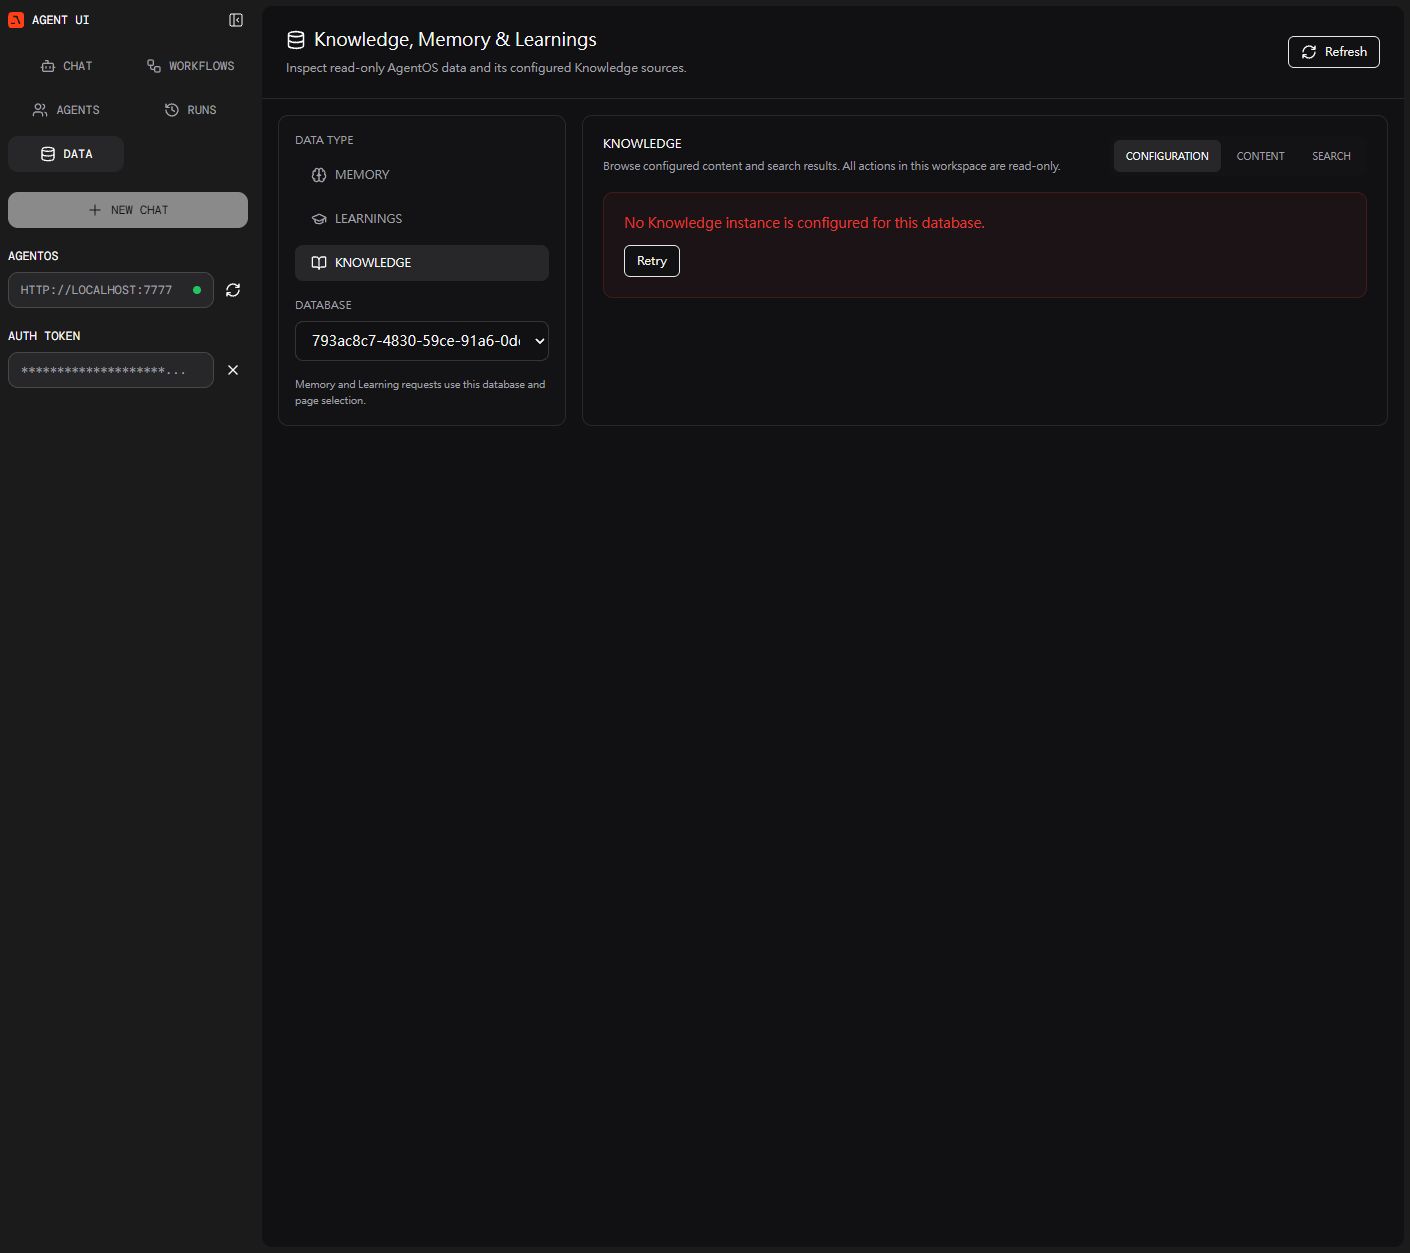 AGENT UI
CHAT
WORKFLOWS
AGENTS
RUNS
DATA
NEW CHAT
AGENTOS
HTTP://LOCALHOST:7777
AUTH TOKEN
********************...
Knowledge, Memory & Learnings
Inspect read-only AgentOS data and its configured Knowledge sources.
Refresh
DATA TYPE
MEMORY
LEARNINGS
KNOWLEDGE
DATABASE
793ac8c7-4830-59ce-91a6-0d
Memory and Learning requests use this database and
page selection.
KNOWLEDGE
Browse configured content and search results. All actions in this workspace are read-only.
CONFIGURATION
CONTENT
SEARCH
No Knowledge instance is configured for this database.
Retry